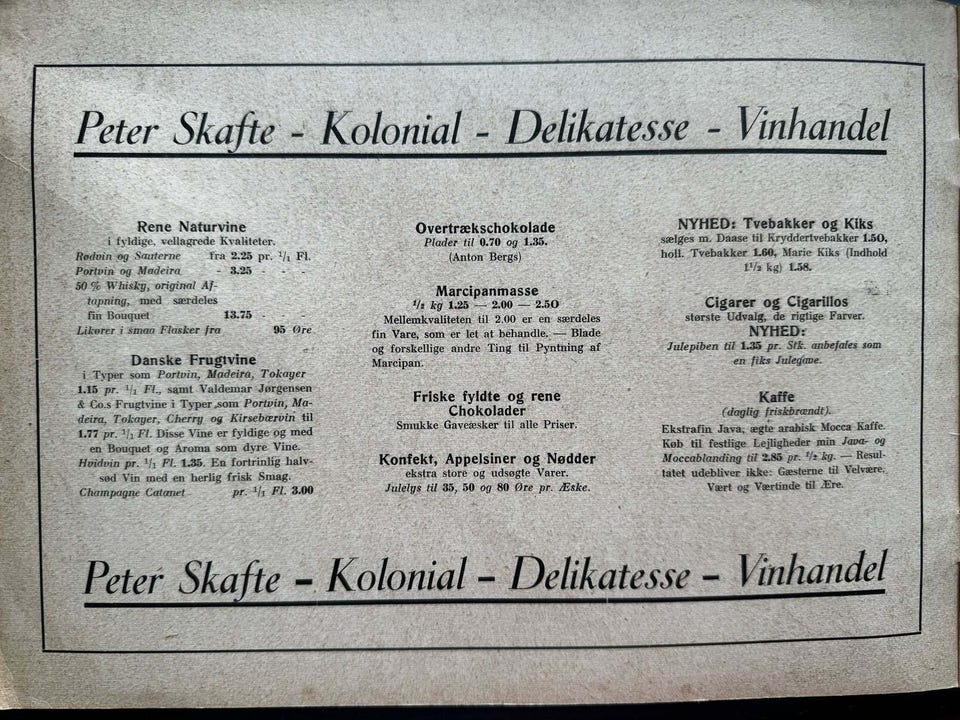 Peter Skafte - Kolonial - Delikatesse - Vinhandel
Rene Naturvine
i fyldige, vellagrede Kvaliteter.
Rødvin og Sauterne fra 2.25 pr. 1/1 Fl.
Portvin og Madeira - 3.25 - - -
50 % Whisky, original Af-
tapning, med særdeles
fin Bouquet 13.75 - - -
Likører i smaa Flasker fra 95 Øre
Danske Frugtvine
i Typer som Portvin, Madeira, Tokayer
1.15 pr. 1/1 Fl., samt Valdemar Jørgensen
& Co.s Frugtvine i Typer som Portvin, Ma-
deira, Tokayer, Cherry og Kirsebærvin til
1.77 pr. 1/1 Fl. Disse Vine er fyldige og med
en Bouquet og Aroma som dyre Vine.
Hvidvin pr. 1/1 Fl. 1.35. En fortrinlig halv-
sød Vin med en herlig frisk Smag.
Champagne Catanet pr. 1/1 Fl. 3.00
Overtrækschokolade
Plader til 0.70 og 1.35.
(Anton Bergs)
Marcipanmasse
1/2 kg 1.25 — 2.00 — 2.50
Mellemkvaliteten til 2.00 er en særdeles
fin Vare, som er let at behandle. — Blade
og forskellige andre Ting til Pyntning af
Marcipan.
Friske fyldte og rene
Chokolader
Smukke Gaveæsker til alle Priser.
Konfekt, Appelsiner og Nødder
ekstra store og udsøgte Varer.
Julelys til 35, 50 og 80 Øre pr. Æske.
NYHED: Tvebakker og Kiks
sælges m. Daase til Kryddertvebakker 1.50,
holl. Tvebakker 1.60, Marie Kiks (Indhold
1 1/2 kg) 1.58.
Cigarer og Cigarillos
største Udvalg, de rigtige Farver.
NYHED:
Julepiben til 1.35 pr. Stk. anbefales som
en fiks Julegave.
Kaffe
(daglig friskbrændt).
Ekstrafin Java, ægte arabisk Mocca Kaffe.
Køb til festlige Lejligheder min Java- og
Moccablanding til 2.85 pr. 1/2 kg. — Resul-
tatet udebliver ikke: Gæsterne til Velvære,
Vært og Værtinde til Ære.
Peter Skafte - Kolonial - Delikatesse - Vinhandel